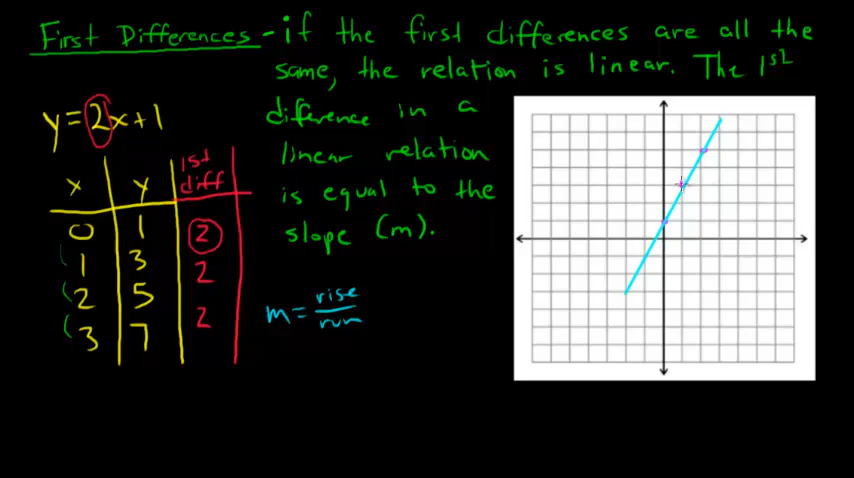 First Differences - if the first differences are all the
same, the relation is linear. The 1st
difference in a
linear relation
is equal to the
slope (m).
y = 2x+1
x y 1st diff
0 1 2
1 3 2
2 5 2
3 7
m = rise/run